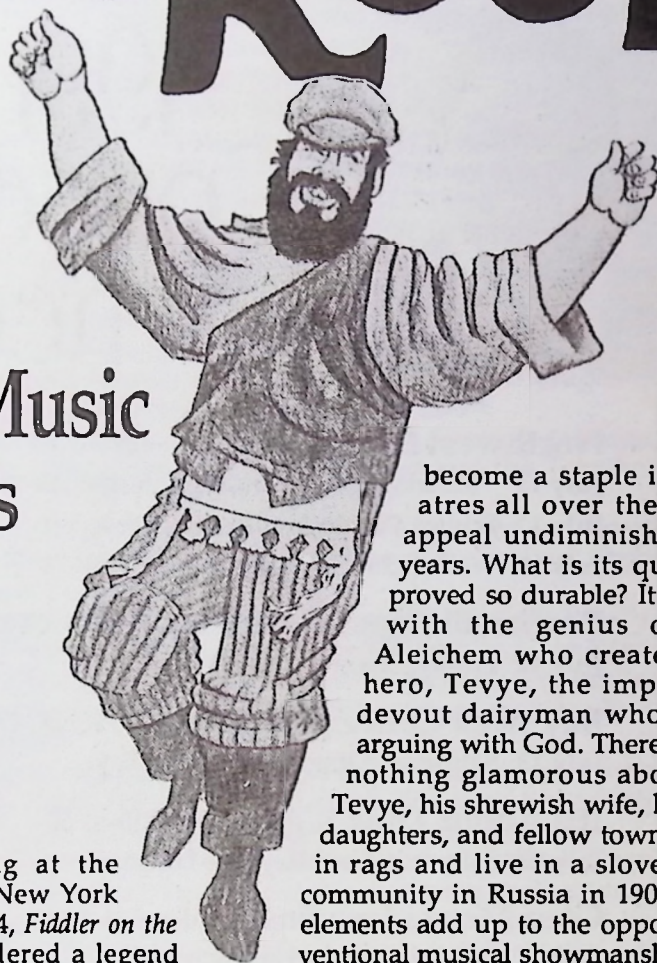 Music
s
g at the
New York
4, Fiddler on the
dered a legend
become a staple i
atres all over the
appeal undiminish
years. What is its qu
proved so durable? It
with the genius o
Aleichem who create
hero, Tevye, the imp
devout dairyman who
arguing with God. There
nothing glamorous abo
Tevye, his shrewish wife,
daughters, and fellow town
in rags and live in a slove
community in Russia in 190
elements add up to the oppo
ventional musical showmansh